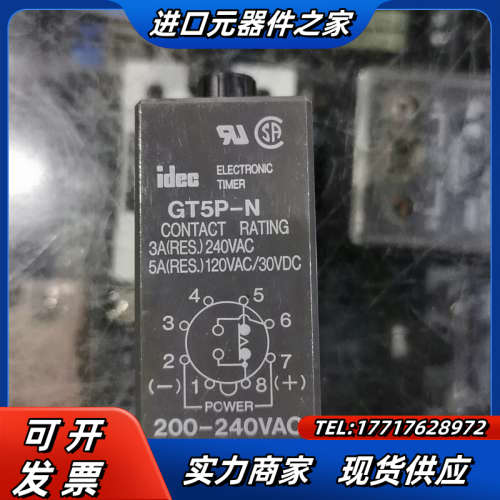 进口元器件之家
idec
ELECTRONIC
TIMER
GT5P-N
CONTACT RATING
3A(RES.)240VAC
5A(RES.)120VAC/30VDC
4 5
3 6
2 7
(-) 1 8 (+)
POWER
200-240VAC
可开
发票
TEL:17717628972
实力商家 现货供应